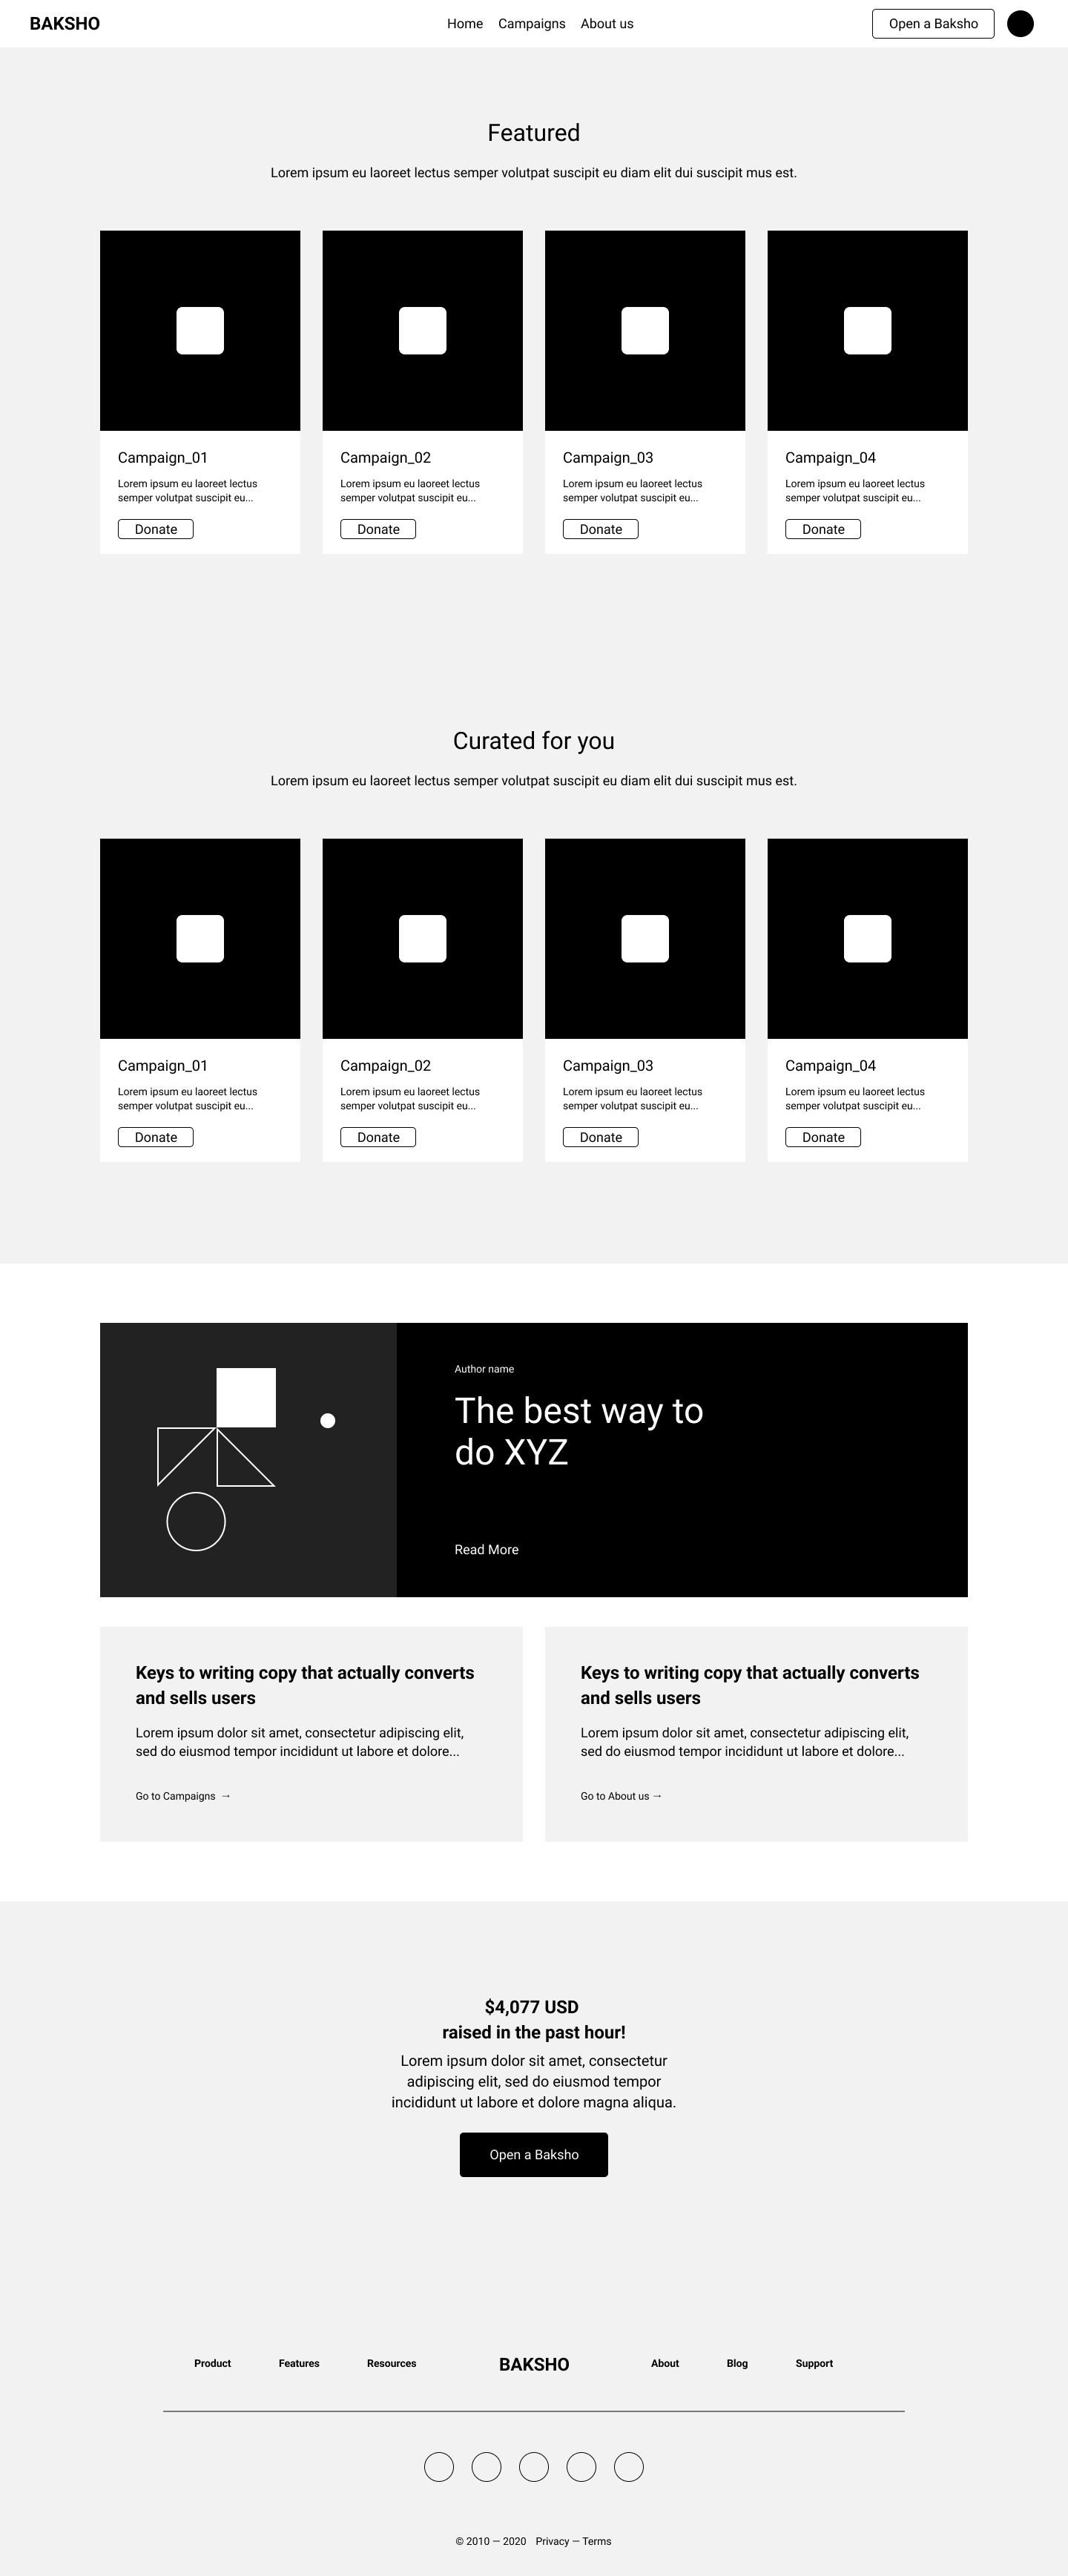 BAKSHO
Home Campaigns About us
Open a Baksho
Featured
Lorem ipsum eu laoreet lectus semper volutpat suscipit eu diam elit dui suscipit mus est.
Campaign_01
Lorem ipsum eu laoreet lectus
semper volutpat suscipit eu...
Donate
Campaign_02
Lorem ipsum eu laoreet lectus
semper volutpat suscipit eu...
Donate
Campaign_03
Lorem ipsum eu laoreet lectus
semper volutpat suscipit eu...
Donate
Campaign_04
Lorem ipsum eu laoreet lectus
semper volutpat suscipit eu...
Donate
Curated for you
Lorem ipsum eu laoreet lectus semper volutpat suscipit eu diam elit dui suscipit mus est.
Campaign_01
Lorem ipsum eu laoreet lectus
semper volutpat suscipit eu...
Donate
Campaign_02
Lorem ipsum eu laoreet lectus
semper volutpat suscipit eu...
Donate
Campaign_03
Lorem ipsum eu laoreet lectus
semper volutpat suscipit eu...
Donate
Campaign_04
Lorem ipsum eu laoreet lectus
semper volutpat suscipit eu...
Donate
Author name
The best way to
do XYZ
Read More
Keys to writing copy that actually converts
and sells users
Lorem ipsum dolor sit amet, consectetur adipiscing elit,
sed do eiusmod tempor incididunt ut labore et dolore...
Go to Campaigns →
Keys to writing copy that actually converts
and sells users
Lorem ipsum dolor sit amet, consectetur adipiscing elit,
sed do eiusmod tempor incididunt ut labore et dolore...
Go to About us →
$4,077 USD
raised in the past hour!
Lorem ipsum dolor sit amet, consectetur
adipiscing elit, sed do eiusmod tempor
incididunt ut labore et dolore magna aliqua.
Open a Baksho
Product Features Resources BAKSHO About Blog Support
© 2010 — 2020 Privacy — Terms